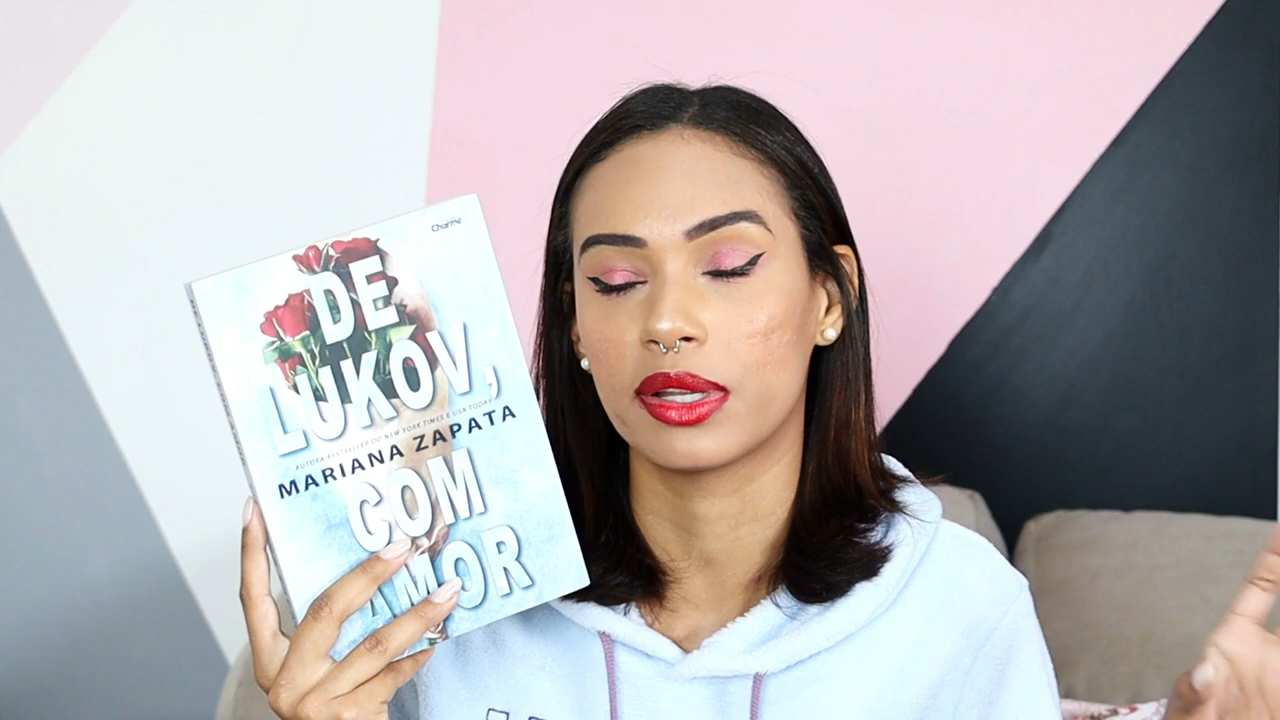 Charme
DE
LUKOV,
AUTORA BESTSELLER DO NEW YORK TIMES E USA TODAY
MARIANA ZAPATA
COM
AMOR